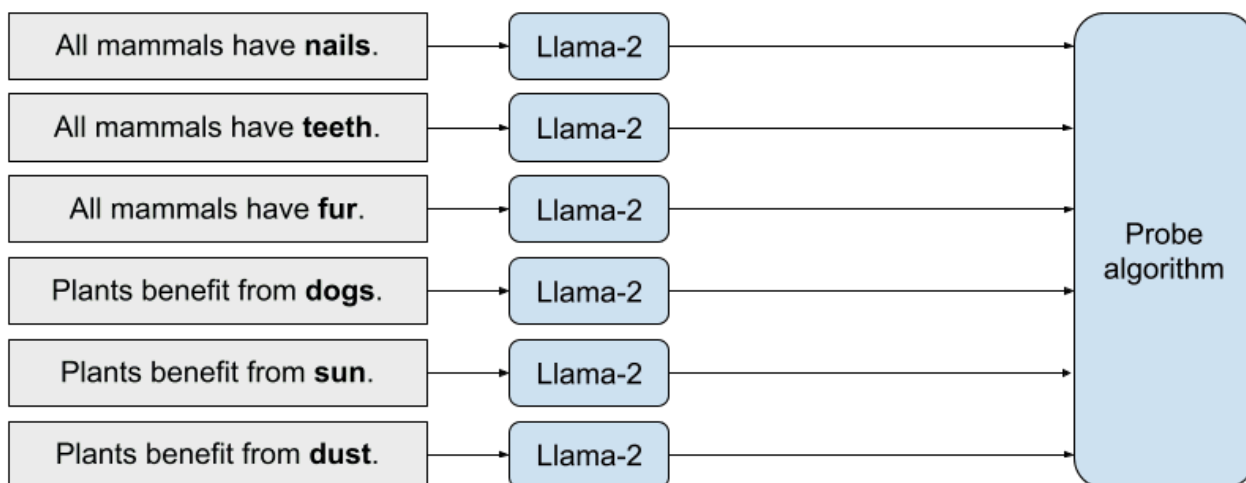 All mammals have nails.
Llama-2
All mammals have teeth.
Llama-2
All mammals have fur.
Llama-2
Plants benefit from dogs.
Llama-2
Plants benefit from sun.
Llama-2
Plants benefit from dust.
Llama-2
Probe
algorithm